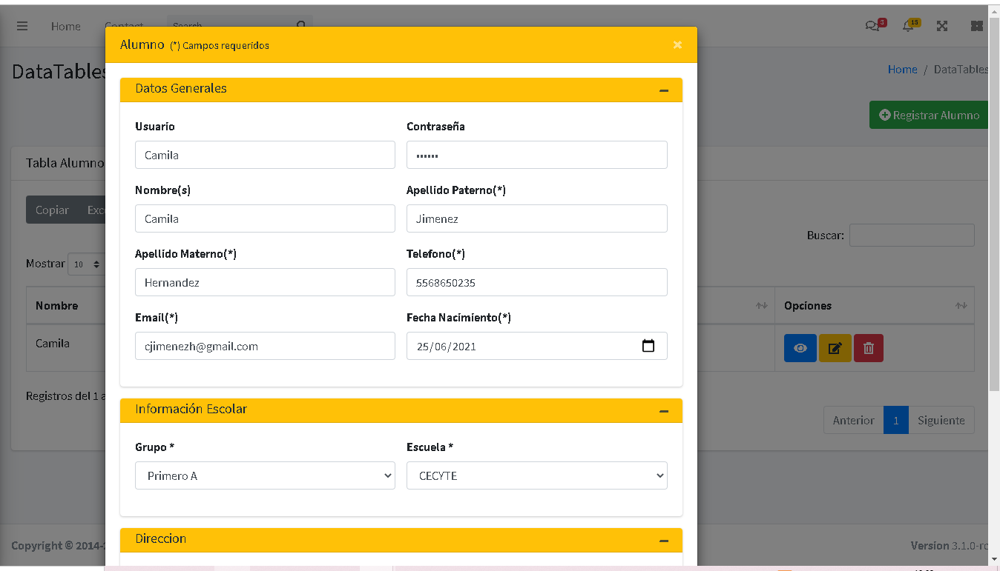 Home Contact Search 3 15
Alumno (*) Campos requeridos ×
DataTables
Home / DataTables
Datos Generales
Registrar Alumno
Usuario Contraseña
Camila ••••••
Tabla Alumno
Nombre(s) Apellido Paterno(*)
Copiar Exc
Camila Jimenez
Buscar:
Apellido Materno(*) Telefono(*)
Mostrar 10
Hernandez 5568650235
Nombre Opciones
Email(*) Fecha Nacimiento(*)
Camila
cjimenezh@gmail.com 25/06/2021
Registros del 1 a
Información Escolar
Anterior 1 Siguiente
Grupo * Escuela *
Primero A CECYTE
Direccion
Copyright © 2014-
Version 3.1.0-rc